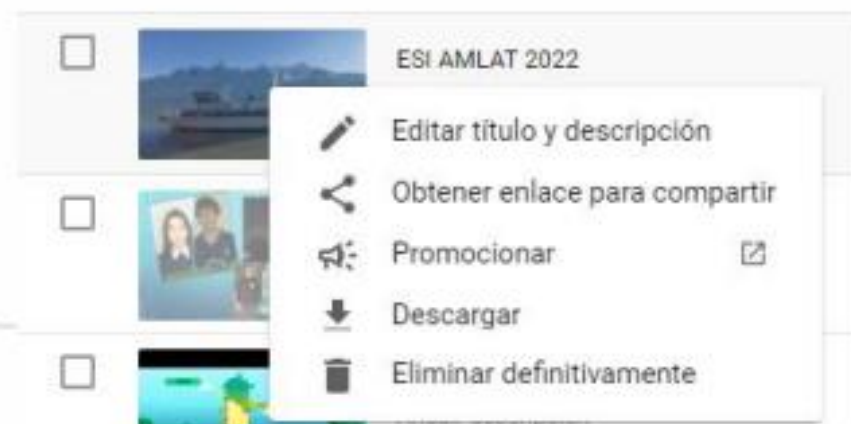 ESI AMLAT 2022
Editar título y descripción
Obtener enlace para compartir
Promocionar
Descargar
Eliminar definitivamente